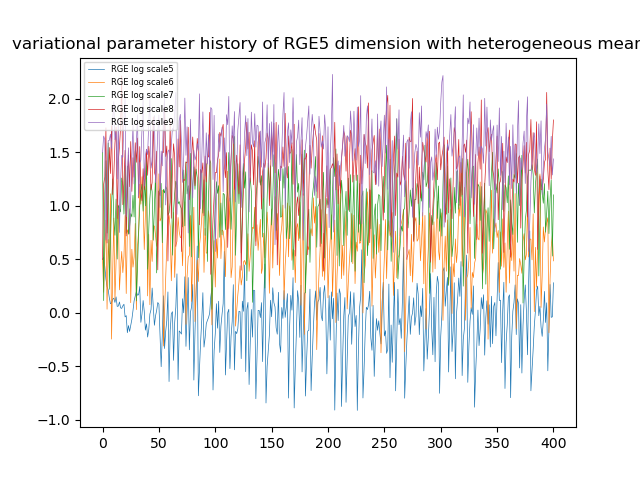 variational parameter history of RGE5 dimension with heterogeneous mean
RGE log scale5
RGE log scale6
RGE log scale7
RGE log scale8
RGE log scale9
2.0
1.5
1.0
0.5
0.0
−0.5
−1.0
0 50 100 150 200 250 300 350 400